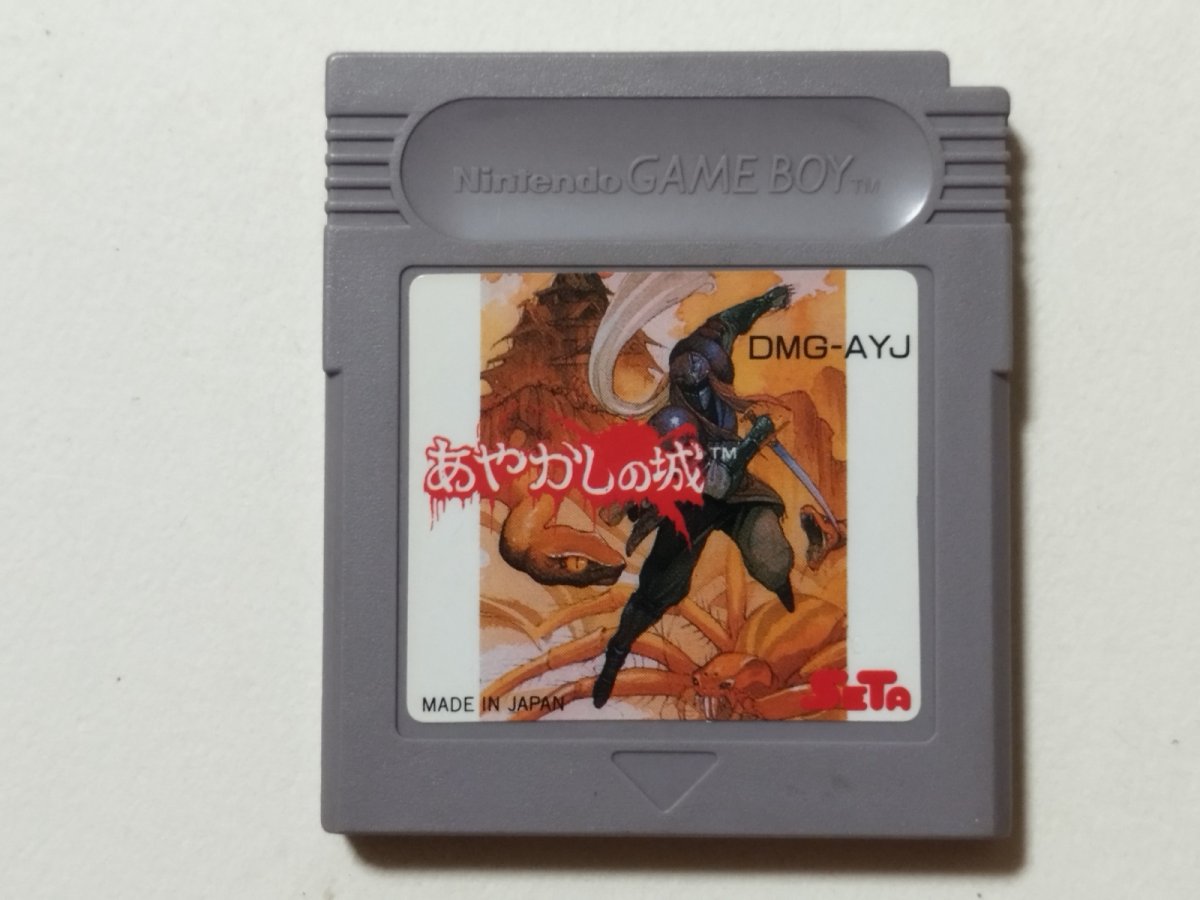 Nintendo GAME BOY™
DMG-AYJ
あやかしの城™
SETA
MADE IN JAPAN